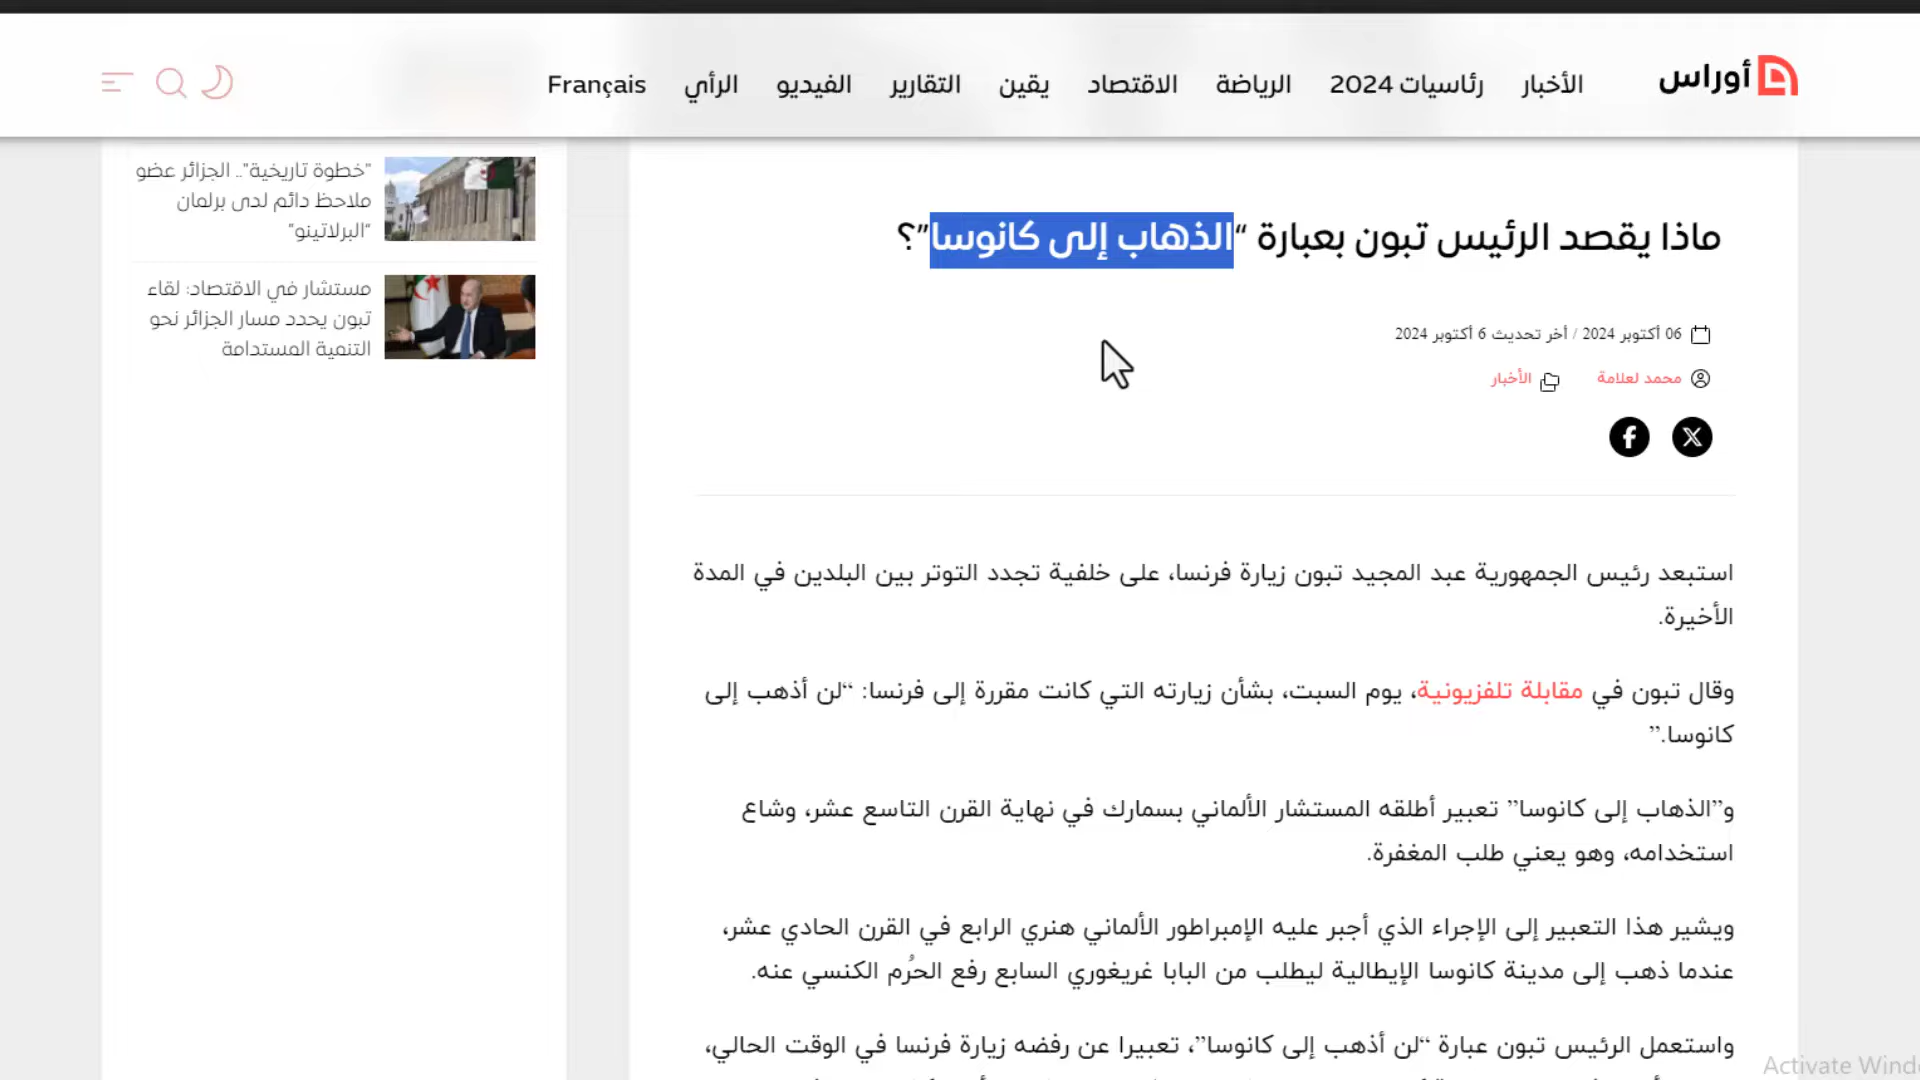 أوراس
الأخبار
رئاسيات 2024
الرياضة
الاقتصاد
يقين
التقارير
الفيديو
الرأي
Français
ماذا يقصد الرئيس تبون بعبارة “الذهاب إلى كانوسا”؟
06 أكتوبر 2024 / أخر تحديث 6 أكتوبر 2024
محمد لعلامة
الأخبار
استبعد رئيس الجمهورية عبد المجيد تبون زيارة فرنسا، على خلفية تجدد التوتر بين البلدين في المدة
الأخيرة.
وقال تبون في مقابلة تلفزيونية، يوم السبت، بشأن زيارته التي كانت مقررة إلى فرنسا: “لن أذهب إلى
كانوسا.”
و”الذهاب إلى كانوسا” تعبير أطلقه المستشار الألماني بسمارك في نهاية القرن التاسع عشر، وشاع
استخدامه، وهو يعني طلب المغفرة.
ويشير هذا التعبير إلى الإجراء الذي أجبر عليه الإمبراطور الألماني هنري الرابع في القرن الحادي عشر،
عندما ذهب إلى مدينة كانوسا الإيطالية ليطلب من البابا غريغوري السابع رفع الحُرم الكنسي عنه.
واستعمل الرئيس تبون عبارة “لن أذهب إلى كانوسا”، تعبيرا عن رفضه زيارة فرنسا في الوقت الحالي،
"خطوة تاريخية".. الجزائر عضو
ملاحظ دائم لدى برلمان
"البرلاتينو"
مستشار في الاقتصاد: لقاء
تبون يحدد مسار الجزائر نحو
التنمية المستدامة
Activate Wind